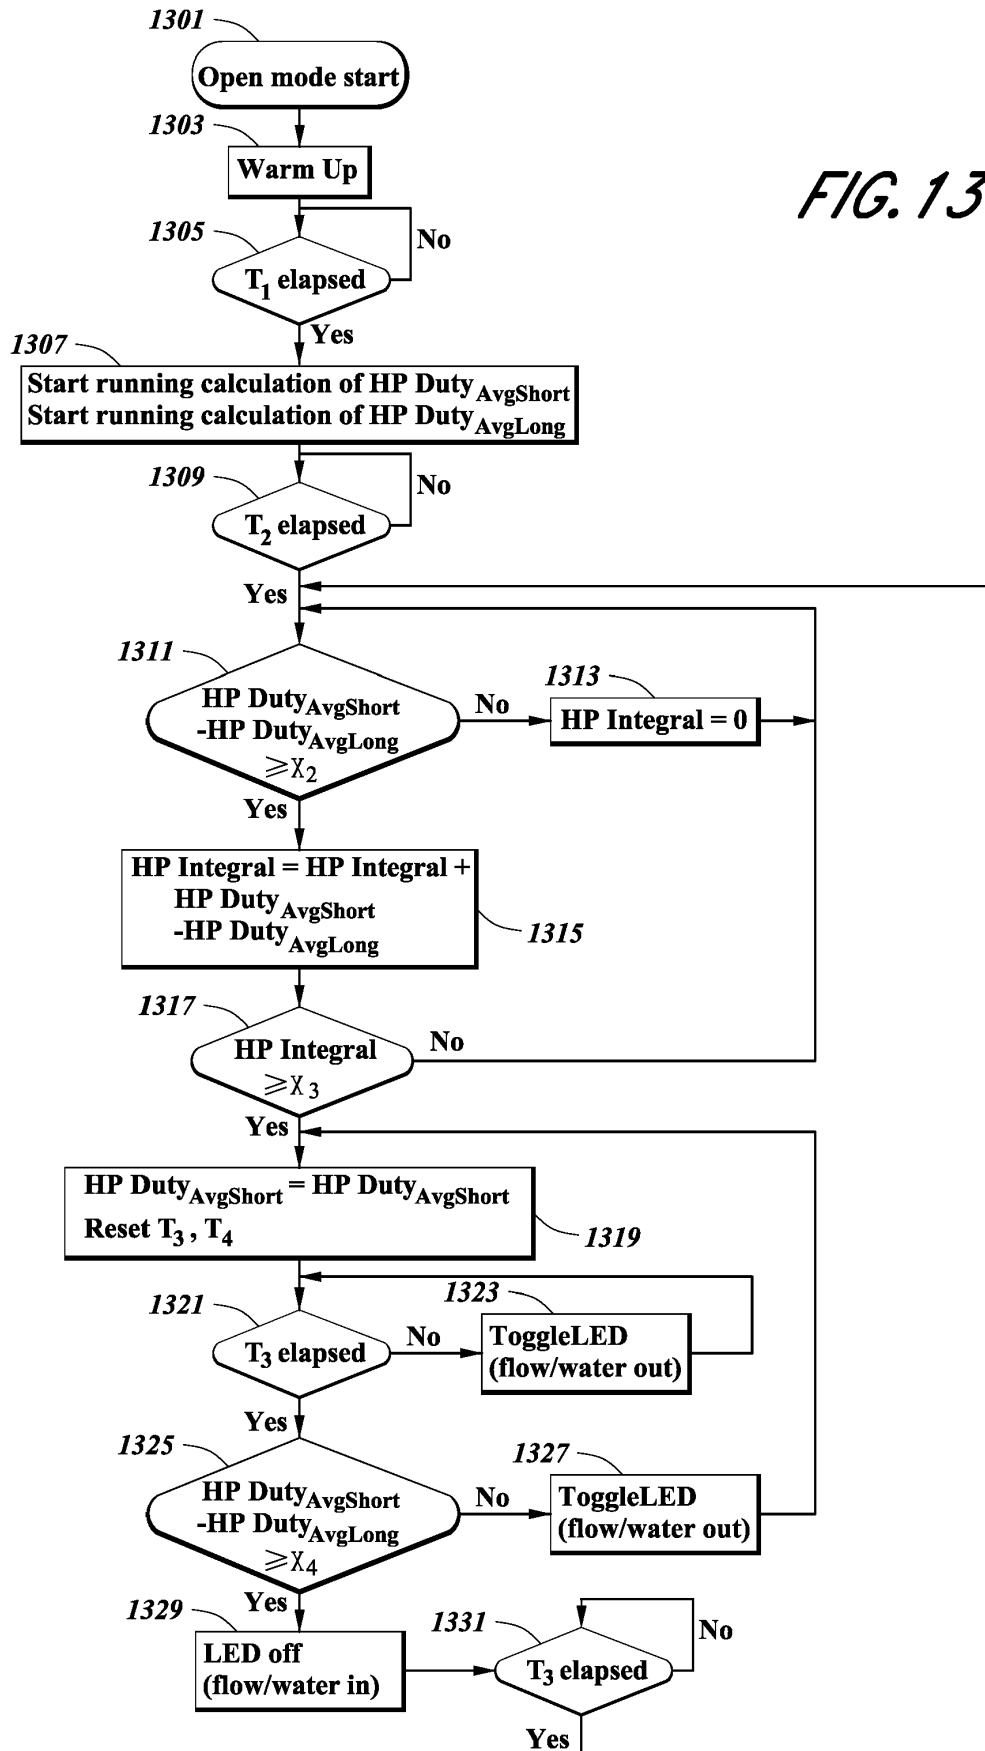 1301
Open mode start
1303
Warm Up
FIG. 13
1305
No
T1 elapsed
Yes
1307
Start running calculation of HP DutyAvgShort
Start running calculation of HP DutyAvgLong
1309
No
T2 elapsed
Yes
1311
HP DutyAvgShort
-HP DutyAvgLong
≥X2
No
1313
HP Integral = 0
Yes
HP Integral = HP Integral +
HP DutyAvgShort
-HP DutyAvgLong
1315
1317
HP Integral
≥X3
No
Yes
HP DutyAvgShort = HP DutyAvgShort
Reset T3 , T4
1319
1321
T3 elapsed
No
1323
ToggleLED
(flow/water out)
Yes
1325
HP DutyAvgShort
-HP DutyAvgLong
≥X4
No
1327
ToggleLED
(flow/water out)
Yes
1329
LED off
(flow/water in)
1331
No
T3 elapsed
Yes